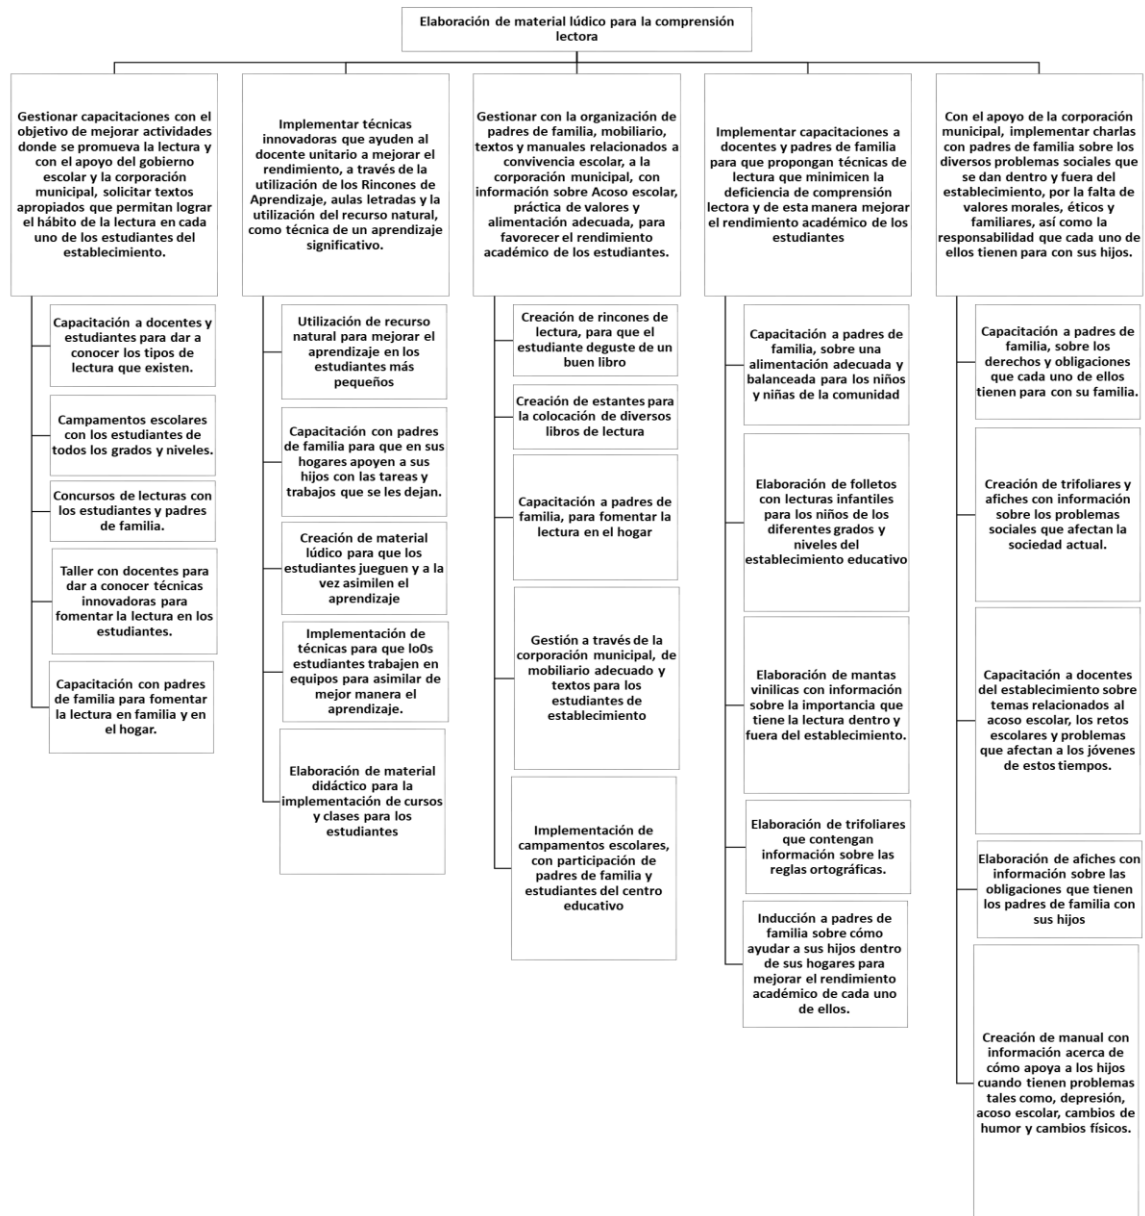 Elaboración de material lúdico para la comprensión
lectora
Gestionar capacitaciones con el
objetivo de mejorar actividades
donde se promueva la lectura y
con el apoyo del gobierno
escolar y la corporación
municipal, solicitar textos
apropiados que permitan lograr
el hábito de la lectura en cada
uno de los estudiantes del
establecimiento.
Capacitación a docentes y
estudiantes para dar a
conocer los tipos de
lectura que existen.
Campamentos escolares
con los estudiantes de
todos los grados y niveles.
Concursos de lecturas con
los estudiantes y padres
de familia.
Taller con docentes para
dar a conocer técnicas
innovadoras para
fomentar la lectura en los
estudiantes.
Capacitación con padres
de familia para fomentar
la lectura en familia y en
el hogar.
Implementar técnicas
innovadoras que ayuden al
docente unitario a mejorar el
rendimiento, a través de la
utilización de los Rincones de
Aprendizaje, aulas letradas y la
utilización del recurso natural,
como técnica de un aprendizaje
significativo.
Utilización de recurso
natural para mejorar el
aprendizaje en los
estudiantes más
pequeños
Capacitación con padres
de familia para que en sus
hogares apoyen a sus
hijos con las tareas y
trabajos que se les dejan.
Creación de material
lúdico para que los
estudiantes jueguen y a la
vez asimilen el
aprendizaje
Implementación de
técnicas para que lo0s
estudiantes trabajen en
equipos para asimilar de
mejor manera el
aprendizaje.
Elaboración de material
didáctico para la
implementación de cursos
y clases para los
estudiantes
Gestionar con la organización de
padres de familia, mobiliario,
textos y manuales relacionados a
convivencia escolar, a la
corporación municipal, con
información sobre Acoso escolar,
práctica de valores y
alimentación adecuada, para
favorecer el rendimiento
académico de los estudiantes.
Creación de rincones de
lectura, para que el
estudiante deguste de un
buen libro
Creación de estantes para
la colocación de diversos
libros de lectura
Capacitación a padres de
familia, para fomentar la
lectura en el hogar
Gestión a través de la
corporación municipal, de
mobiliario adecuado y
textos para los
estudiantes de
establecimiento
Implementación de
campamentos escolares,
con participación de
padres de familia y
estudiantes del centro
educativo
Implementar capacitaciones a
docentes y padres de familia
para que propongan técnicas de
lectura que minimicen la
deficiencia de comprensión
lectora y de esta manera mejorar
el rendimiento académico de los
estudiantes
Capacitación a padres de
familia, sobre una
alimentación adecuada y
balanceada para los niños
y niñas de la comunidad
Elaboración de folletos
con lecturas infantiles
para los niños de los
diferentes grados y
niveles del
establecimiento educativo
Elaboración de mantas
vinilicas con información
sobre la importancia que
tiene la lectura dentro y
fuera del establecimiento.
Elaboración de trifoliares
que contengan
información sobre las
reglas ortográficas.
Inducción a padres de
familia sobre cómo
ayudar a sus hijos dentro
de sus hogares para
mejorar el rendimiento
académico de cada uno
de ellos.
Con el apoyo de la corporación
municipal, implementar charlas
con padres de familia sobre los
diversos problemas sociales que
se dan dentro y fuera del
establecimiento, por la falta de
valores morales, éticos y
familiares, así como la
responsabilidad que cada uno de
ellos tienen para con sus hijos.
Capacitación a padres de
familia, sobre los
derechos y obligaciones
que cada uno de ellos
tienen para con su familia.
Creación de trifoliares y
afiches con información
sobre los problemas
sociales que afectan la
sociedad actual.
Capacitación a docentes
del establecimiento sobre
temas relacionados al
acoso escolar, los retos
escolares y problemas
que afectan a los jóvenes
de estos tiempos.
Elaboración de afiches con
información sobre las
obligaciones que tienen
los padres de familia con
sus hijos
Creación de manual con
información acerca de
cómo apoya a los hijos
cuando tienen problemas
tales como, depresión,
acoso escolar, cambios de
humor y cambios físicos.